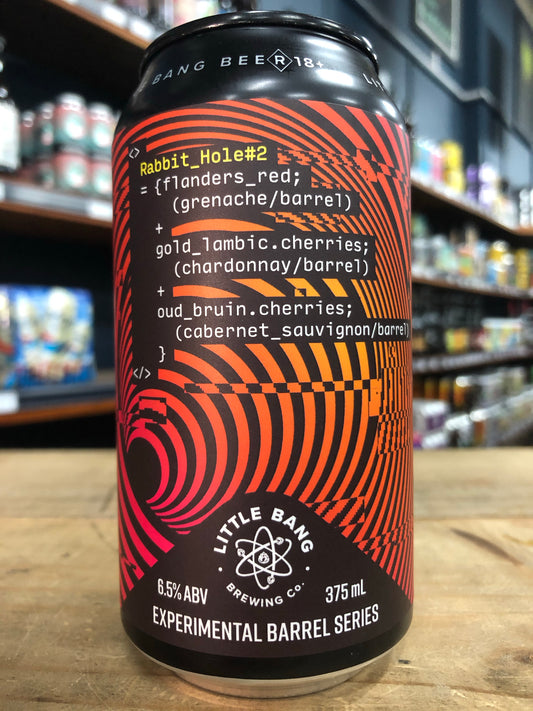 BANG BEER 18+
<>
Rabbit_Hole#2
= {flanders_red;
(grenache/barrel)
+
gold_lambic.cherries;
(chardonnay/barrel)
+
oud_bruin.cherries;
(cabernet_sauvignon/barrel)
}
</>
LITTLE BANG
BREWING Co.
6.5% ABV
375 mL
EXPERIMENTAL BARREL SERIES